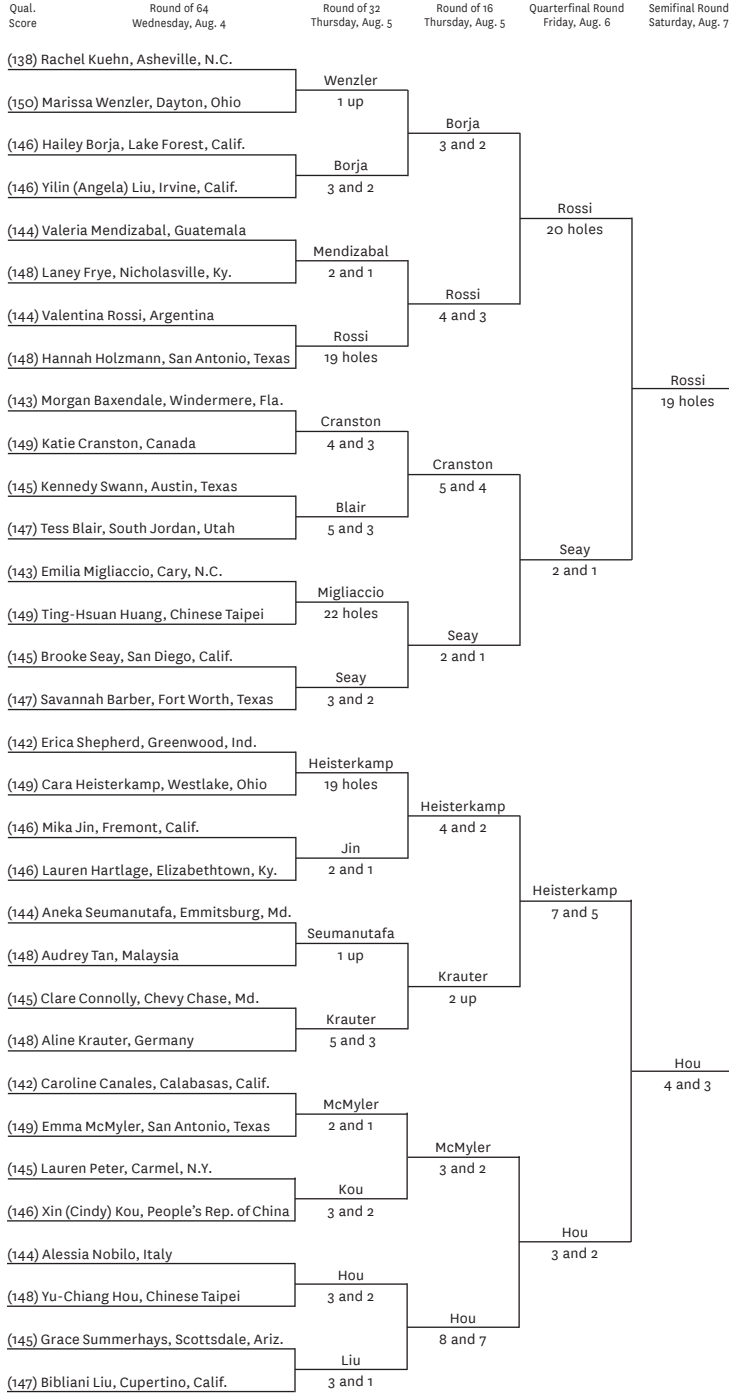 Qual. Score
Round of 64 Wednesday, Aug. 4
Round of 32 Thursday, Aug. 5
Round of 16 Thursday, Aug. 5
Quarterfinal Round Friday, Aug. 6
Semifinal Round Saturday, Aug. 7
(138) Rachel Kuehn, Asheville, N.C.
(150) Marissa Wenzler, Dayton, Ohio
(146) Hailey Borja, Lake Forest, Calif.
(146) Yilin (Angela) Liu, Irvine, Calif.
(144) Valeria Mendizabal, Guatemala
(148) Laney Frye, Nicholasville, Ky.
(144) Valentina Rossi, Argentina
(148) Hannah Holzmann, San Antonio, Texas
(143) Morgan Baxendale, Windermere, Fla.
(149) Katie Cranston, Canada
(145) Kennedy Swann, Austin, Texas
(147) Tess Blair, South Jordan, Utah
(143) Emilia Migliaccio, Cary, N.C.
(149) Ting-Hsuan Huang, Chinese Taipei
(145) Brooke Seay, San Diego, Calif.
(147) Savannah Barber, Fort Worth, Texas
(142) Erica Shepherd, Greenwood, Ind.
(149) Cara Heisterkamp, Westlake, Ohio
(146) Mika Jin, Fremont, Calif.
(146) Lauren Hartlage, Elizabethtown, Ky.
(144) Aneka Seumanutafa, Emmitsburg, Md.
(148) Audrey Tan, Malaysia
(145) Clare Connolly, Chevy Chase, Md.
(148) Aline Krauter, Germany
(142) Caroline Canales, Calabasas, Calif.
(149) Emma McMyler, San Antonio, Texas
(145) Lauren Peter, Carmel, N.Y.
(146) Xin (Cindy) Kou, People's Rep. of China
(144) Alessia Nobilo, Italy
(148) Yu-Chiang Hou, Chinese Taipei
(145) Grace Summerhays, Scottsdale, Ariz.
(147) Bibliani Liu, Cupertino, Calif.
Wenzler
1 up
Borja
3 and 2
Mendizabal
2 and 1
Rossi
19 holes
Cranston
4 and 3
Blair
5 and 3
Migliaccio
22 holes
Seay
3 and 2
Heisterkamp
19 holes
Jin
2 and 1
Seumanutafa
1 up
Krauter
5 and 3
McMyler
2 and 1
Kou
3 and 2
Hou
3 and 2
Liu
3 and 1
Borja
3 and 2
Rossi
4 and 3
Cranston
5 and 4
Seay
2 and 1
Heisterkamp
4 and 2
Krauter
2 up
McMyler
3 and 2
Hou
8 and 7
Rossi
20 holes
Seay
2 and 1
Heisterkamp
7 and 5
Hou
3 and 2
Rossi
19 holes
Hou
4 and 3